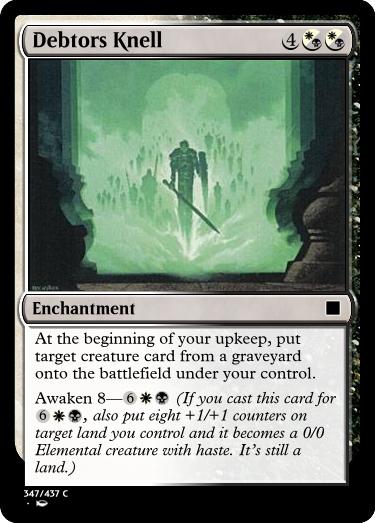 Debtors Knell 4
Enchantment
At the beginning of your upkeep, put
target creature card from a graveyard
onto the battlefield under your control.
Awaken 8—6 (If you cast this card for
6, also put eight +1/+1 counters on
target land you control and it becomes a 0/0
Elemental creature with haste. It's still a
land.)
347/437 C